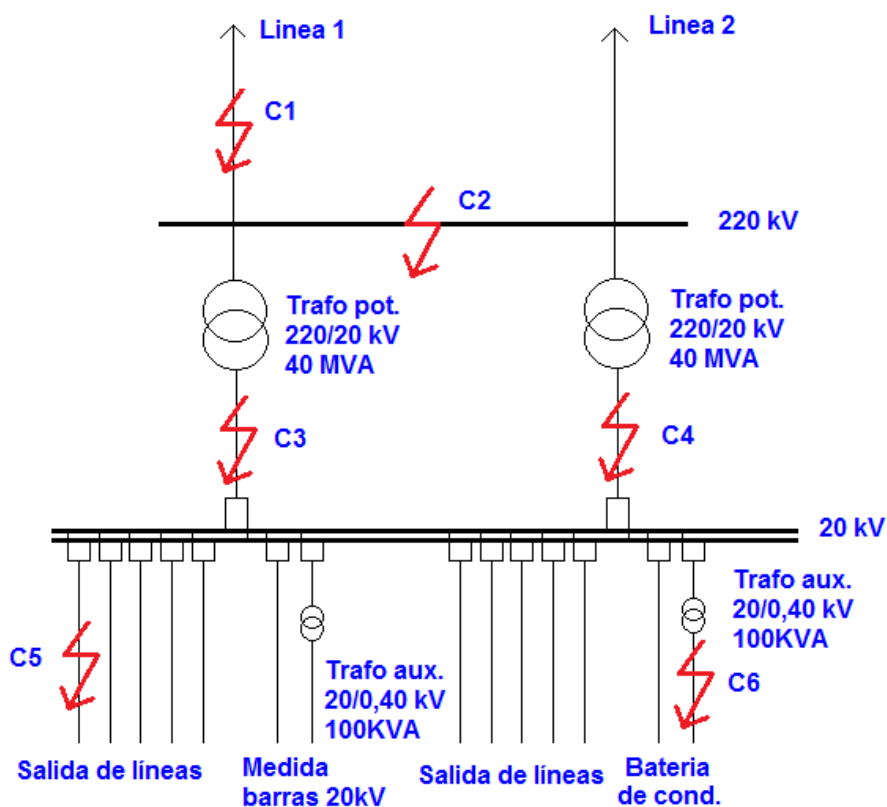 Linea 1
Linea 2
C1
C2
220 kV
Trafo pot.
220/20 kV
40 MVA
Trafo pot.
220/20 kV
40 MVA
C3
C4
20 kV
Trafo aux.
20/0,40 kV
100KVA
C5
C6
Trafo aux.
20/0,40 kV
100KVA
Salida de líneas
Medida
barras 20kV
Salida de líneas
Bateria
de cond.